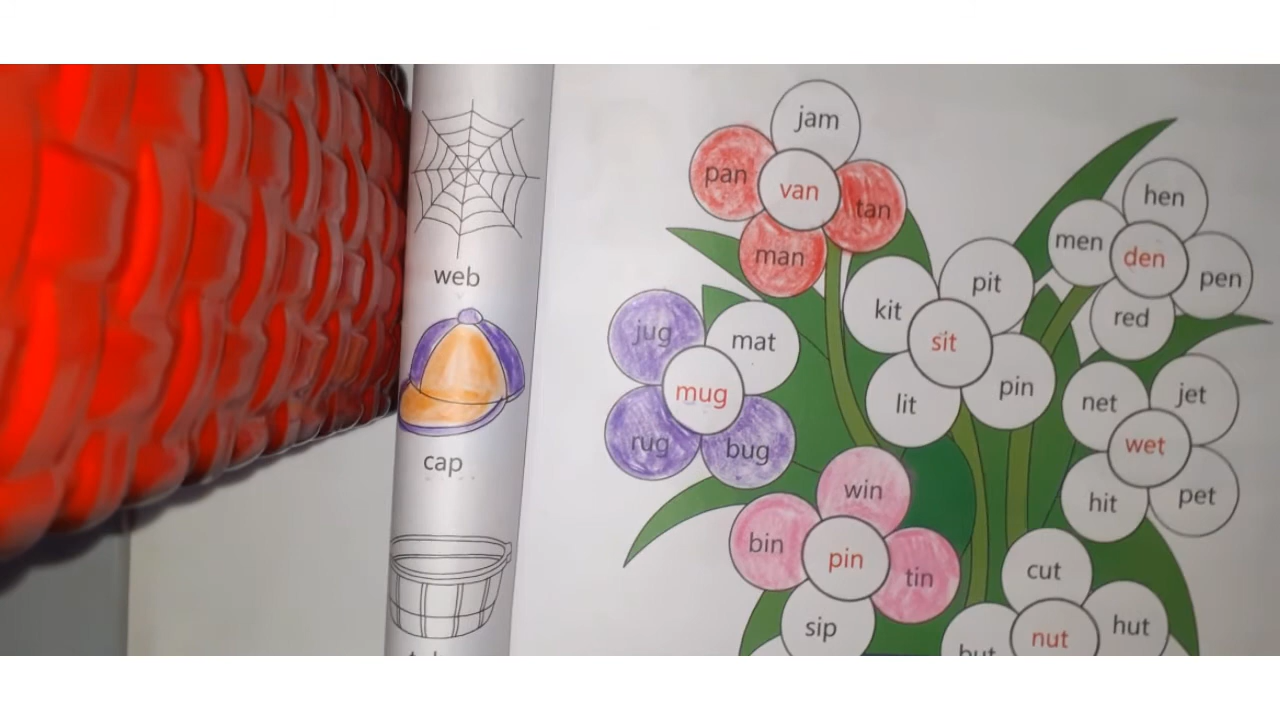 web
cap
jam
pan
van
tan
man
jug
mat
mug
rug
bug
kit
pit
sit
lit
pin
hen
men
den
pen
red
net
jet
wet
hit
pet
win
bin
pin
tin
sip
cut
hut
nut